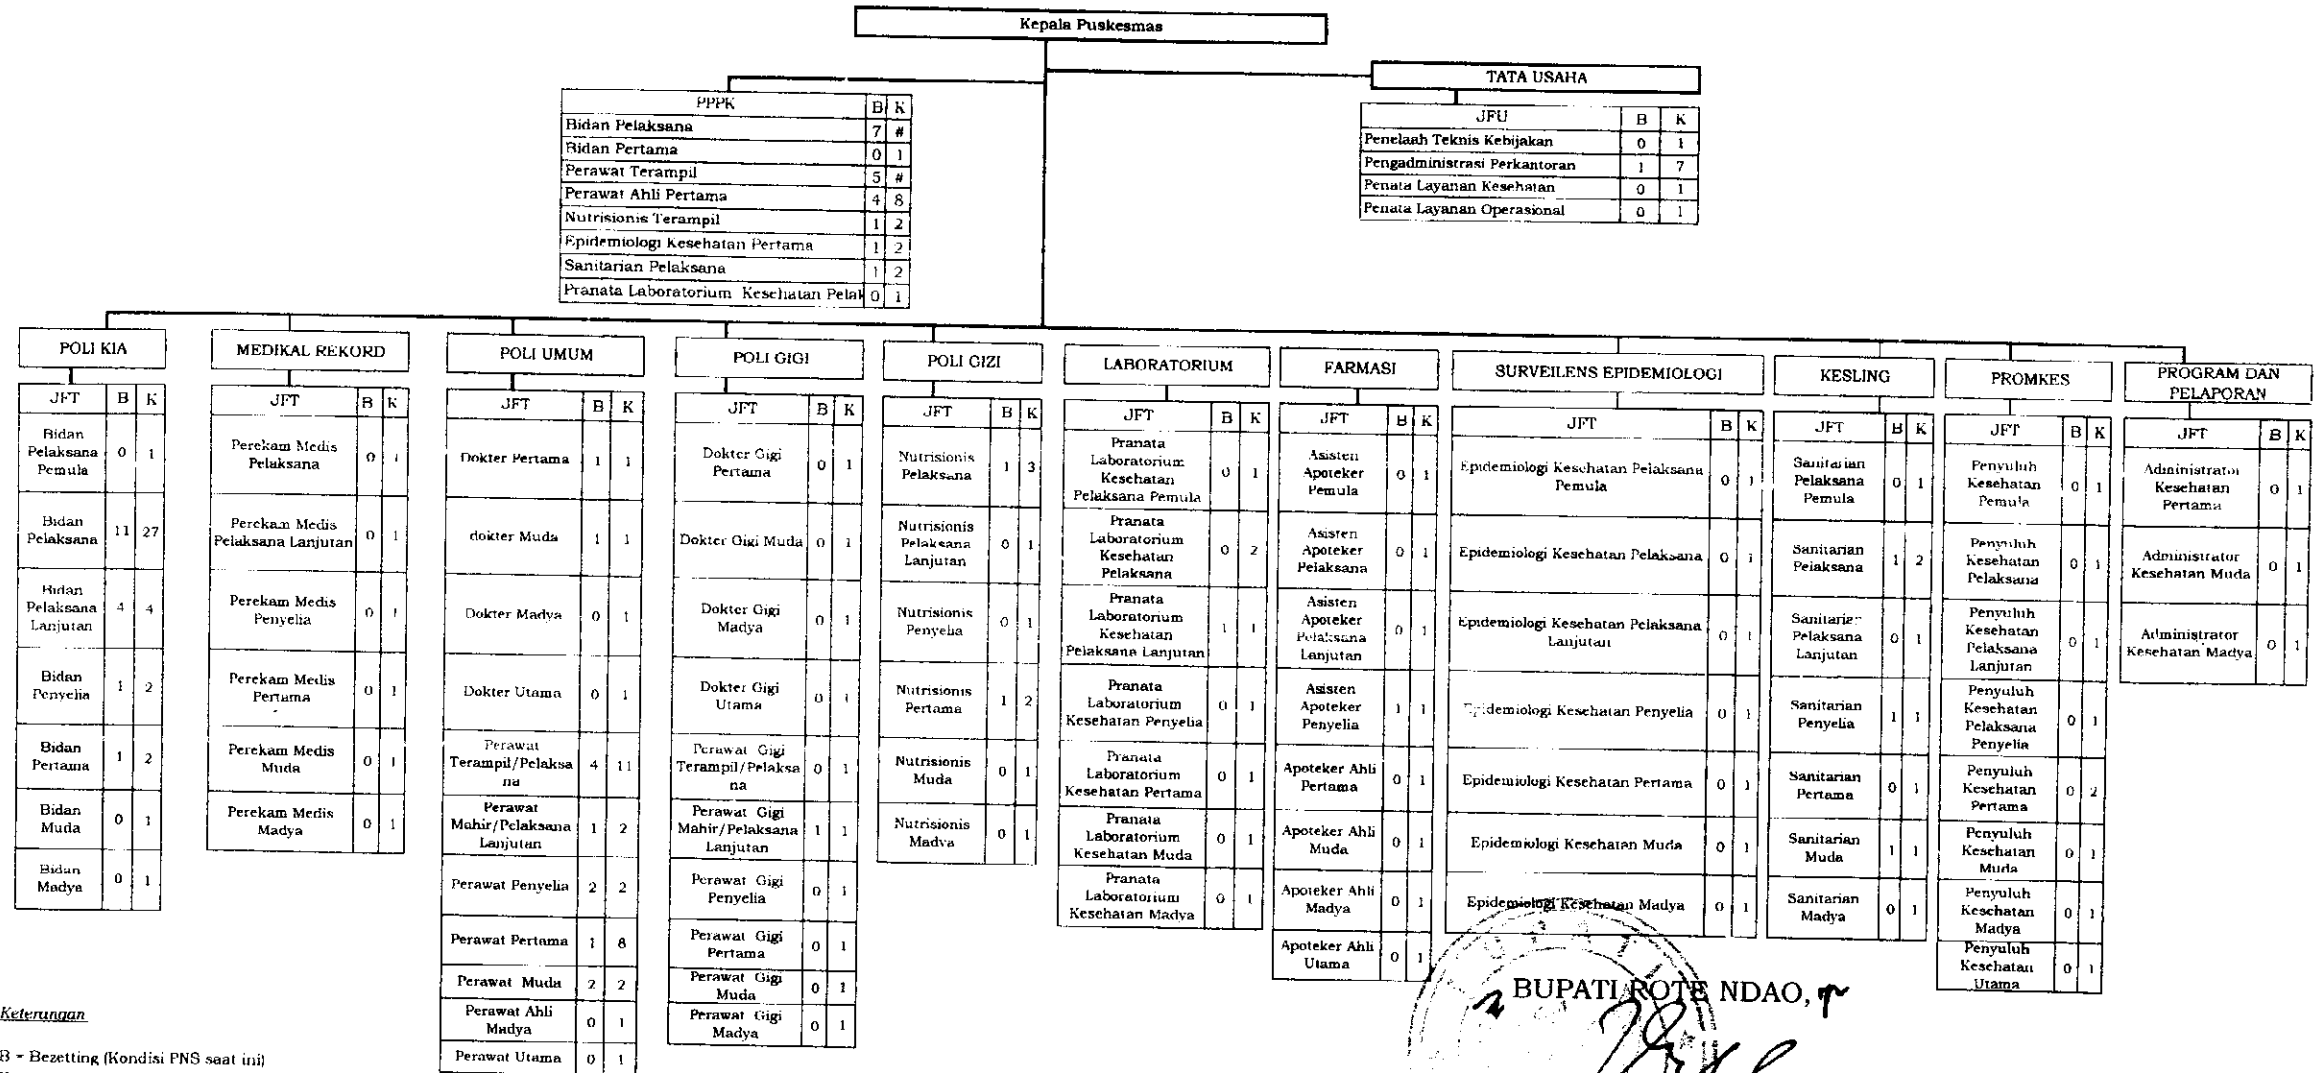 Kepala Puskesmas
TATA USAHA
PPPK B K
Bidan Pelaksana 7 #
Bidan Pertama 0 1
Perawat Terampil 5 #
Perawat Ahli Pertama 4 8
Nutrisionis Terampil 1 2
Epidemiologi Kesehatan Pertama 1 2
Sanitarian Pelaksana 1 2
Pranata Laboratorium Kesehatan Pelak 0 1
JFU B K
Penelaah Teknis Kebijakan 0 1
Pengadministrasi Perkantoran 1 7
Penata Layanan Kesehatan 0 1
Penata Layanan Operasional 0 1
POLI KIA
JFT B K
Bidan
Pelaksana
Pemula 0 1
Bidan
Pelaksana 11 27
Bidan
Pelaksana
Lanjutan 4 4
Bidan
Penyelia 1 2
Bidan
Pertama 1 2
Bidan
Muda 0 1
Bidan
Madya 0 1
MEDIKAL REKORD
JFT B K
Perekam Medis
Pelaksana 0 1
Perekam Medis
Pelaksana Lanjutan 0 1
Perekam Medis
Penyelia 0 1
Perekam Medis
Pertama 0 1
Perekam Medis
Muda 0 1
Perekam Medis
Madya 0 1
POLI UMUM
JFT B K
Dokter Pertama 1 1
dokter Muda 1 1
Dokter Madya 0 1
Dokter Utama 0 1
Perawat
Terampil/Pelaksa
na 4 11
Perawat
Mahir/Pelaksana
Lanjutan 1 2
Perawat Penyelia 2 2
Perawat Pertama 1 8
Perawat Muda 2 2
Perawat Ahli
Madya 0 1
Perawat Utama 0 1
POLI GIGI
JFT B K
Dokter Gigi
Pertama 0 1
Dokter Gigi Muda 0 1
Dokter Gigi
Madya 0 1
Dokter Gigi
Utama 0 1
Perawat Gigi
Terampil/Pelaksa
na 0 1
Perawat Gigi
Mahir/Pelaksana
Lanjutan 1 1
Perawat Gigi
Penyelia 0 1
Perawat Gigi
Pertama 0 1
Perawat Gigi
Muda 0 1
Perawat Gigi
Madya 0 1
POLI GIZI
JFT B K
Nutrisionis
Pelaksana 1 3
Nutrisionis
Pelaksana
Lanjutan 0 1
Nutrisionis
Penyelia 0 1
Nutrisionis
Pertama 1 2
Nutrisionis
Muda 0 1
Nutrisionis
Madya 0 1
LABORATORIUM
JFT B K
Pranata
Laboratorium
Kesehatan
Pelaksana Pemula 0 1
Pranata
Laboratorium
Kesehatan
Pelaksana 0 2
Pranata
Laboratorium
Kesehatan
Pelaksana Lanjutan 1 1
Pranata
Laboratorium
Kesehatan Penyelia 0 1
Pranata
Laboratorium
Kesehatan Pertama 0 1
Pranata
Laboratorium
Kesehatan Muda 0 1
Pranata
Laboratorium
Kesehatan Madya 0 1
FARMASI
JFT B K
Asisten
Apoteker
Pemula 0 1
Asisten
Apoteker
Pelaksana 0 1
Asisten
Apoteker
Pelaksana
Lanjutan 0 1
Asisten
Apoteker
Penyelia 1 1
Apoteker Ahli
Pertama 0 1
Apoteker Ahli
Muda 0 1
Apoteker Ahli
Madya 0 1
Apoteker Ahli
Utama 0 1
SURVEILENS EPIDEMIOLOGI
JFT B K
Epidemiologi Kesehatan Pelaksana
Pemula 0 1
Epidemiologi Kesehatan Pelaksana 0 1
Epidemiologi Kesehatan Pelaksana
Lanjutan 0 1
Epidemiologi Kesehatan Penyelia 0 1
Epidemiologi Kesehatan Pertama 0 1
Epidemiologi Kesehatan Muda 0 1
Epidemiologi Kesehatan Madya 0 1
KESLING
JFT B K
Sanitarian
Pelaksana
Pemula 0 1
Sanitarian
Pelaksana 1 2
Sanitarian
Pelaksana
Lanjutan 0 1
Sanitarian
Penyelia 1 1
Sanitarian
Pertama 0 1
Sanitarian
Muda 1 1
Sanitarian
Madya 0 1
PROMKES
JFT B K
Penyuluh
Kesehatan
Pemula 0 1
Penyuluh
Kesehatan
Pelaksana 0 1
Penyuluh
Kesehatan
Pelaksana
Lanjutan 0 1
Penyuluh
Kesehatan
Pelaksana
Penyelia 0 1
Penyuluh
Kesehatan
Pertama 0 2
Penyuluh
Kesehatan
Muda 0 1
Penyuluh
Kesehatan
Madya 0 1
Penyuluh
Kesehatan
Utama 0 1
PROGRAM DAN
PELAPORAN
JFT B K
Administrator
Kesehatan
Pertama 0 1
Administrator
Kesehatan Muda 0 1
Administrator
Kesehatan Madya 0 1
Keterangan
B = Bezetting (Kondisi PNS saat ini)
BUPATI ROTE NDAO,